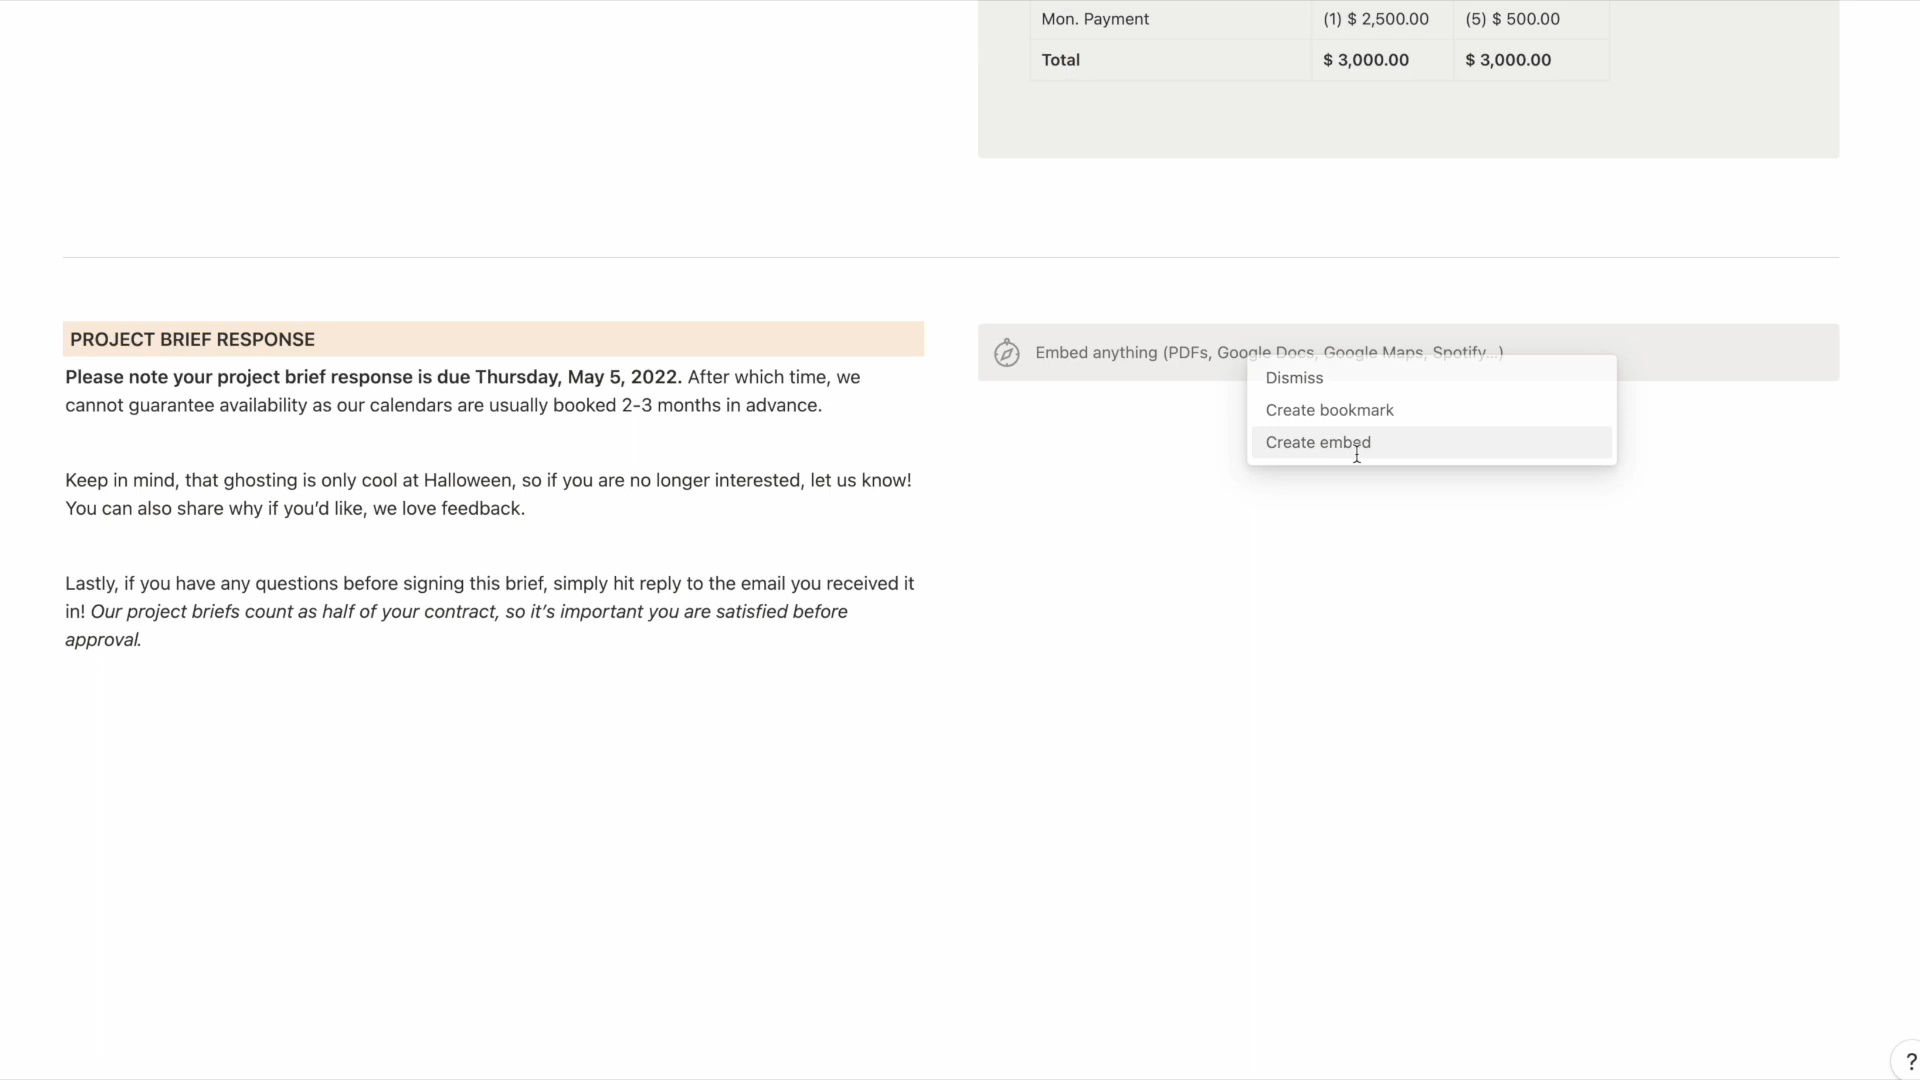 Mon. Payment (1) $ 2,500.00 (5) $ 500.00
Total $ 3,000.00 $ 3,000.00
PROJECT BRIEF RESPONSE
Please note your project brief response is due Thursday, May 5, 2022. After which time, we
cannot guarantee availability as our calendars are usually booked 2-3 months in advance.
Keep in mind, that ghosting is only cool at Halloween, so if you are no longer interested, let us know!
You can also share why if you’d like, we love feedback.
Lastly, if you have any questions before signing this brief, simply hit reply to the email you received it
in! Our project briefs count as half of your contract, so it’s important you are satisfied before
approval.
Embed anything (PDFs, Google Docs, Google Maps, Spotify...)
Dismiss
Create bookmark
Create embed
?